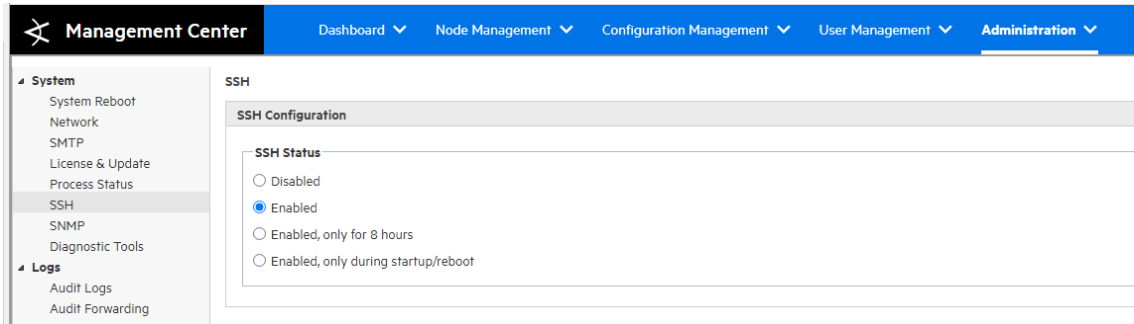 Management Center Dashboard Node Management Configuration Management User Management Administration
System
System Reboot
Network
SMTP
License & Update
Process Status
SSH
SNMP
Diagnostic Tools
Logs
Audit Logs
Audit Forwarding
SSH
SSH Configuration
SSH Status
Disabled
Enabled
Enabled, only for 8 hours
Enabled, only during startup/reboot